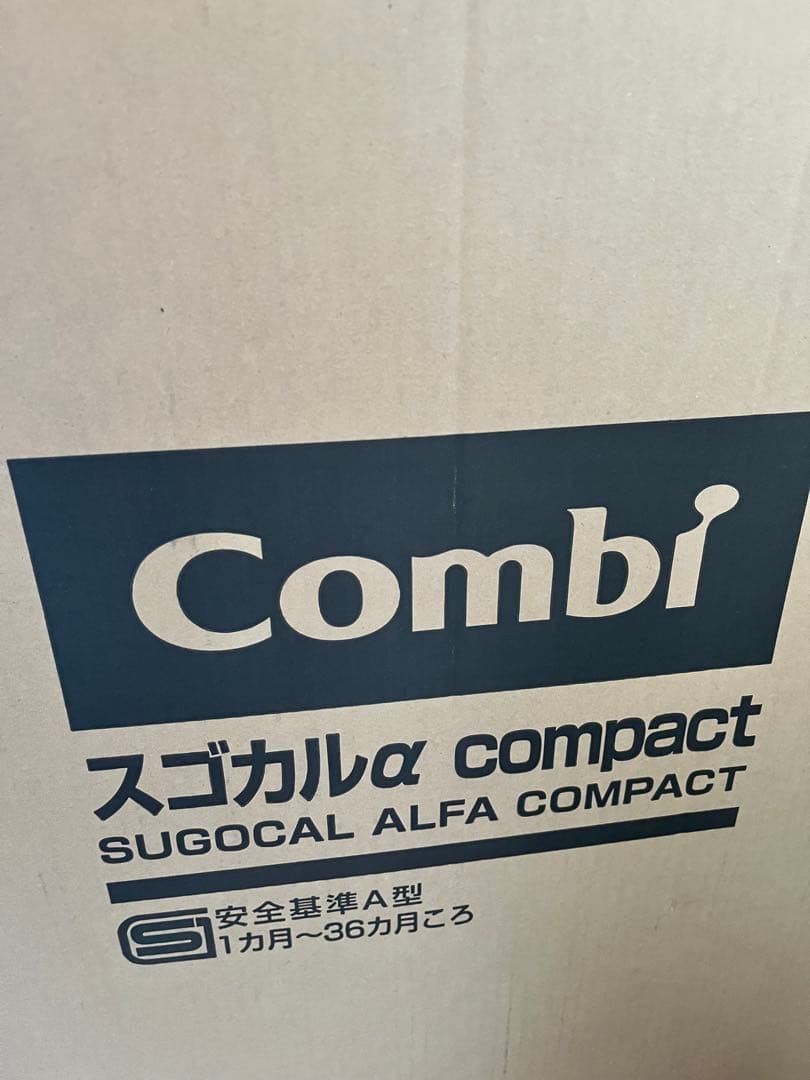 Combi
スゴカルα compact
SUGOCAL ALFA COMPACT
安全基準A型
1カ月〜36カ月ころ